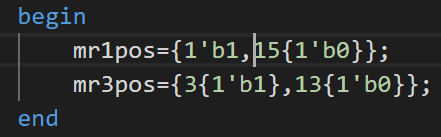 begin
mr1pos={1'b1,15{1'b0}};
mr3pos={3{1'b1},13{1'b0}};
end